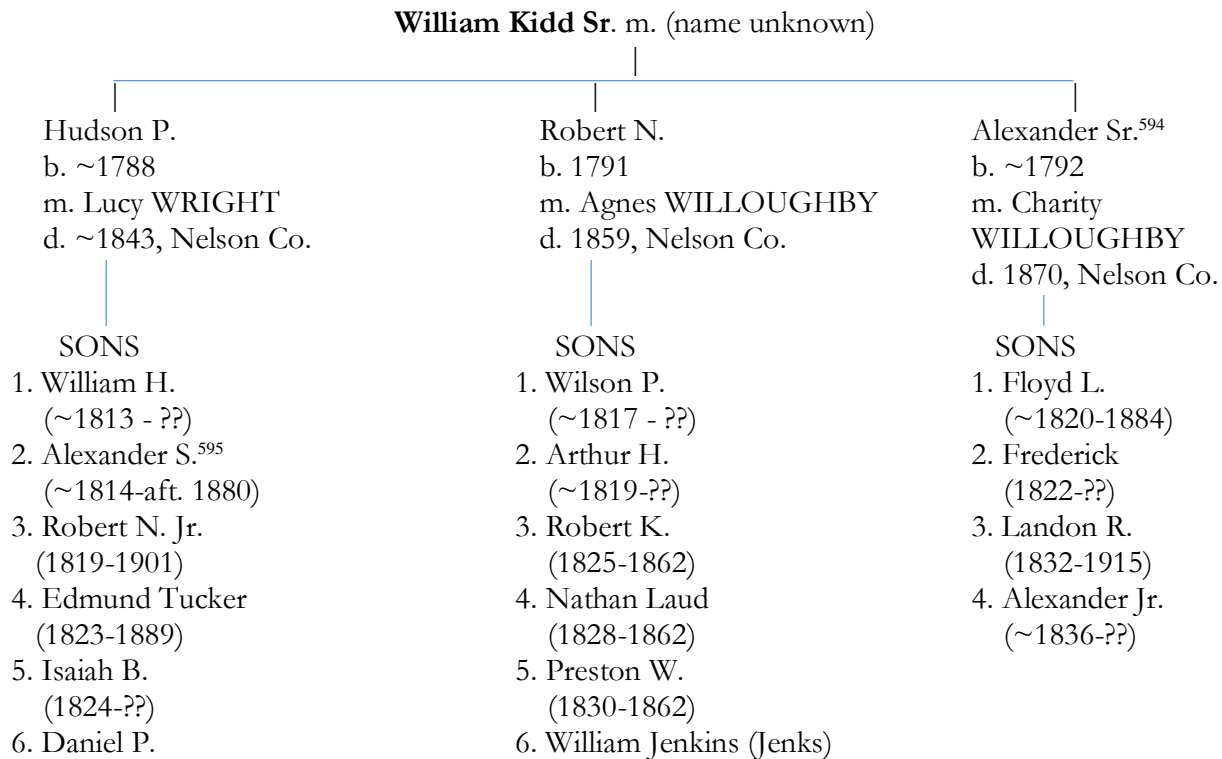 William Kidd Sr. m. (name unknown)
Hudson P.
b. ~1788
m. Lucy WRIGHT
d. ~1843, Nelson Co.
SONS
1. William H.
(~1813 - ??)
2. Alexander S.595
(~1814-aft. 1880)
3. Robert N. Jr.
(1819-1901)
4. Edmund Tucker
(1823-1889)
5. Isaiah B.
(1824-??)
6. Daniel P.
Robert N.
b. 1791
m. Agnes WILLOUGHBY
d. 1859, Nelson Co.
SONS
1. Wilson P.
(~1817 - ??)
2. Arthur H.
(~1819-??)
3. Robert K.
(1825-1862)
4. Nathan Laud
(1828-1862)
5. Preston W.
(1830-1862)
6. William Jenkins (Jenks)
Alexander Sr.594
b. ~1792
m. Charity
WILLOUGHBY
d. 1870, Nelson Co.
SONS
1. Floyd L.
(~1820-1884)
2. Frederick
(1822-??)
3. Landon R.
(1832-1915)
4. Alexander Jr.
(~1836-??)